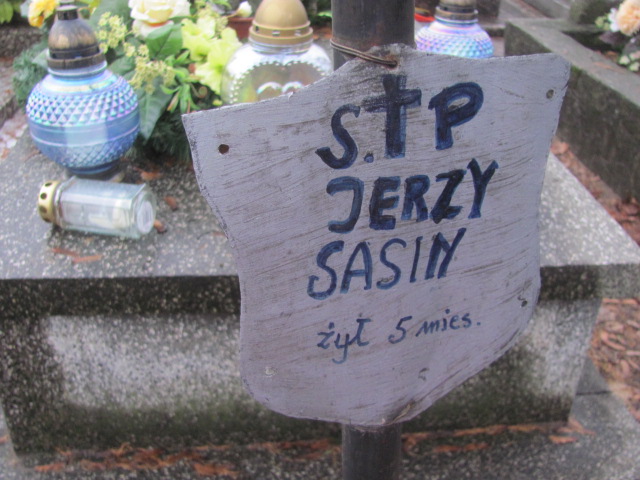 S.†P
JERZY
SASIN
żył 5 mies.